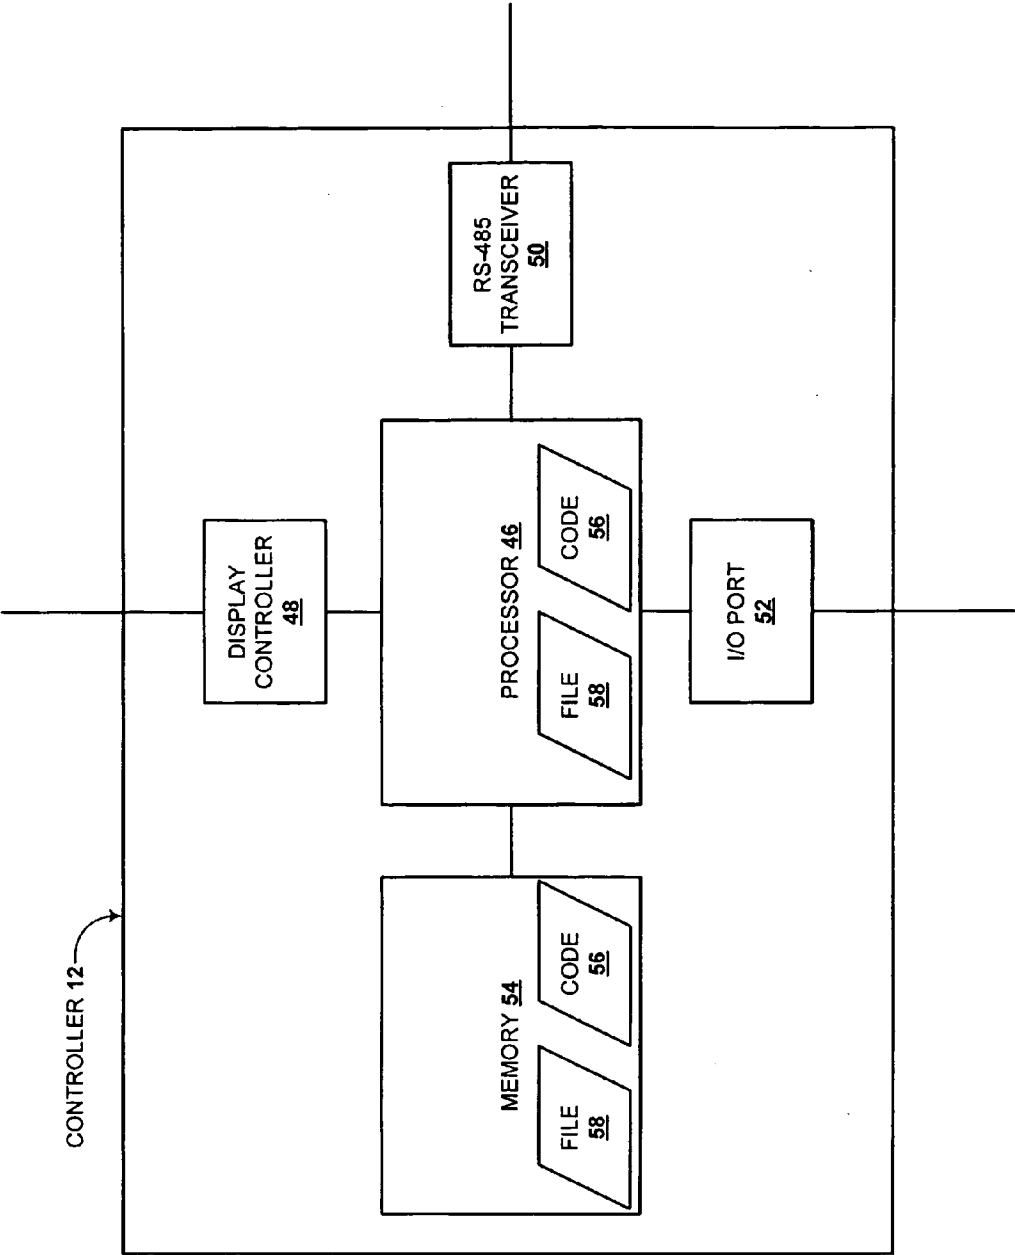 CONTROLLER 12
DISPLAY
CONTROLLER
48
MEMORY 54
FILE
58
CODE
56
PROCESSOR 46
FILE
58
CODE
56
RS-485
TRANSCEIVER
50
I/O PORT
52